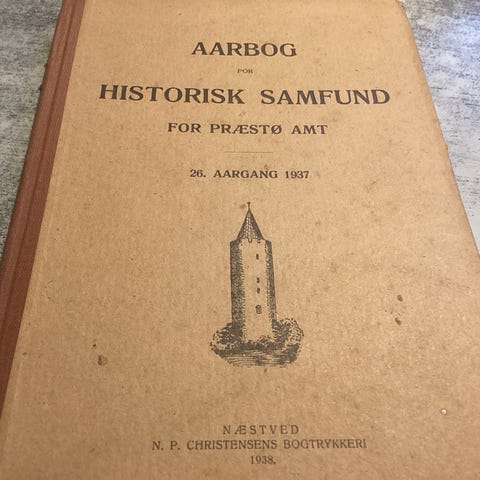 AARBOG
FOR
HISTORISK SAMFUND
FOR PRÆSTØ AMT
26. AARGANG 1937
NÆSTVED
N. P. CHRISTENSENS BOGTRYKKERI
1938.